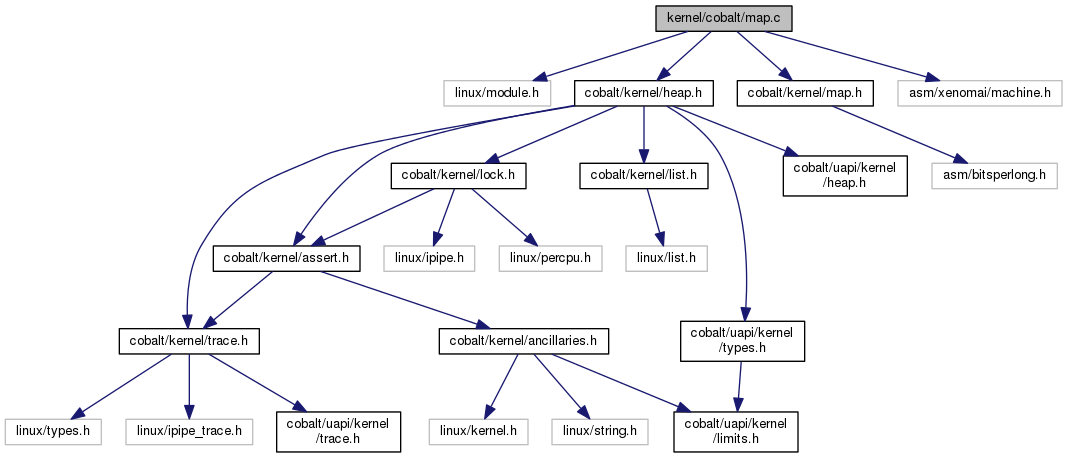 kernel/cobalt/map.c
linux/module.h
cobalt/kernel/heap.h
cobalt/kernel/map.h
asm/xenomai/machine.h
cobalt/kernel/lock.h
cobalt/kernel/list.h
cobalt/uapi/kernel
/heap.h
asm/bitsperlong.h
cobalt/kernel/assert.h
linux/ipipe.h
linux/percpu.h
linux/list.h
cobalt/kernel/trace.h
cobalt/kernel/ancillaries.h
cobalt/uapi/kernel
/types.h
linux/types.h
linux/ipipe_trace.h
cobalt/uapi/kernel
/trace.h
linux/kernel.h
linux/string.h
cobalt/uapi/kernel
/limits.h